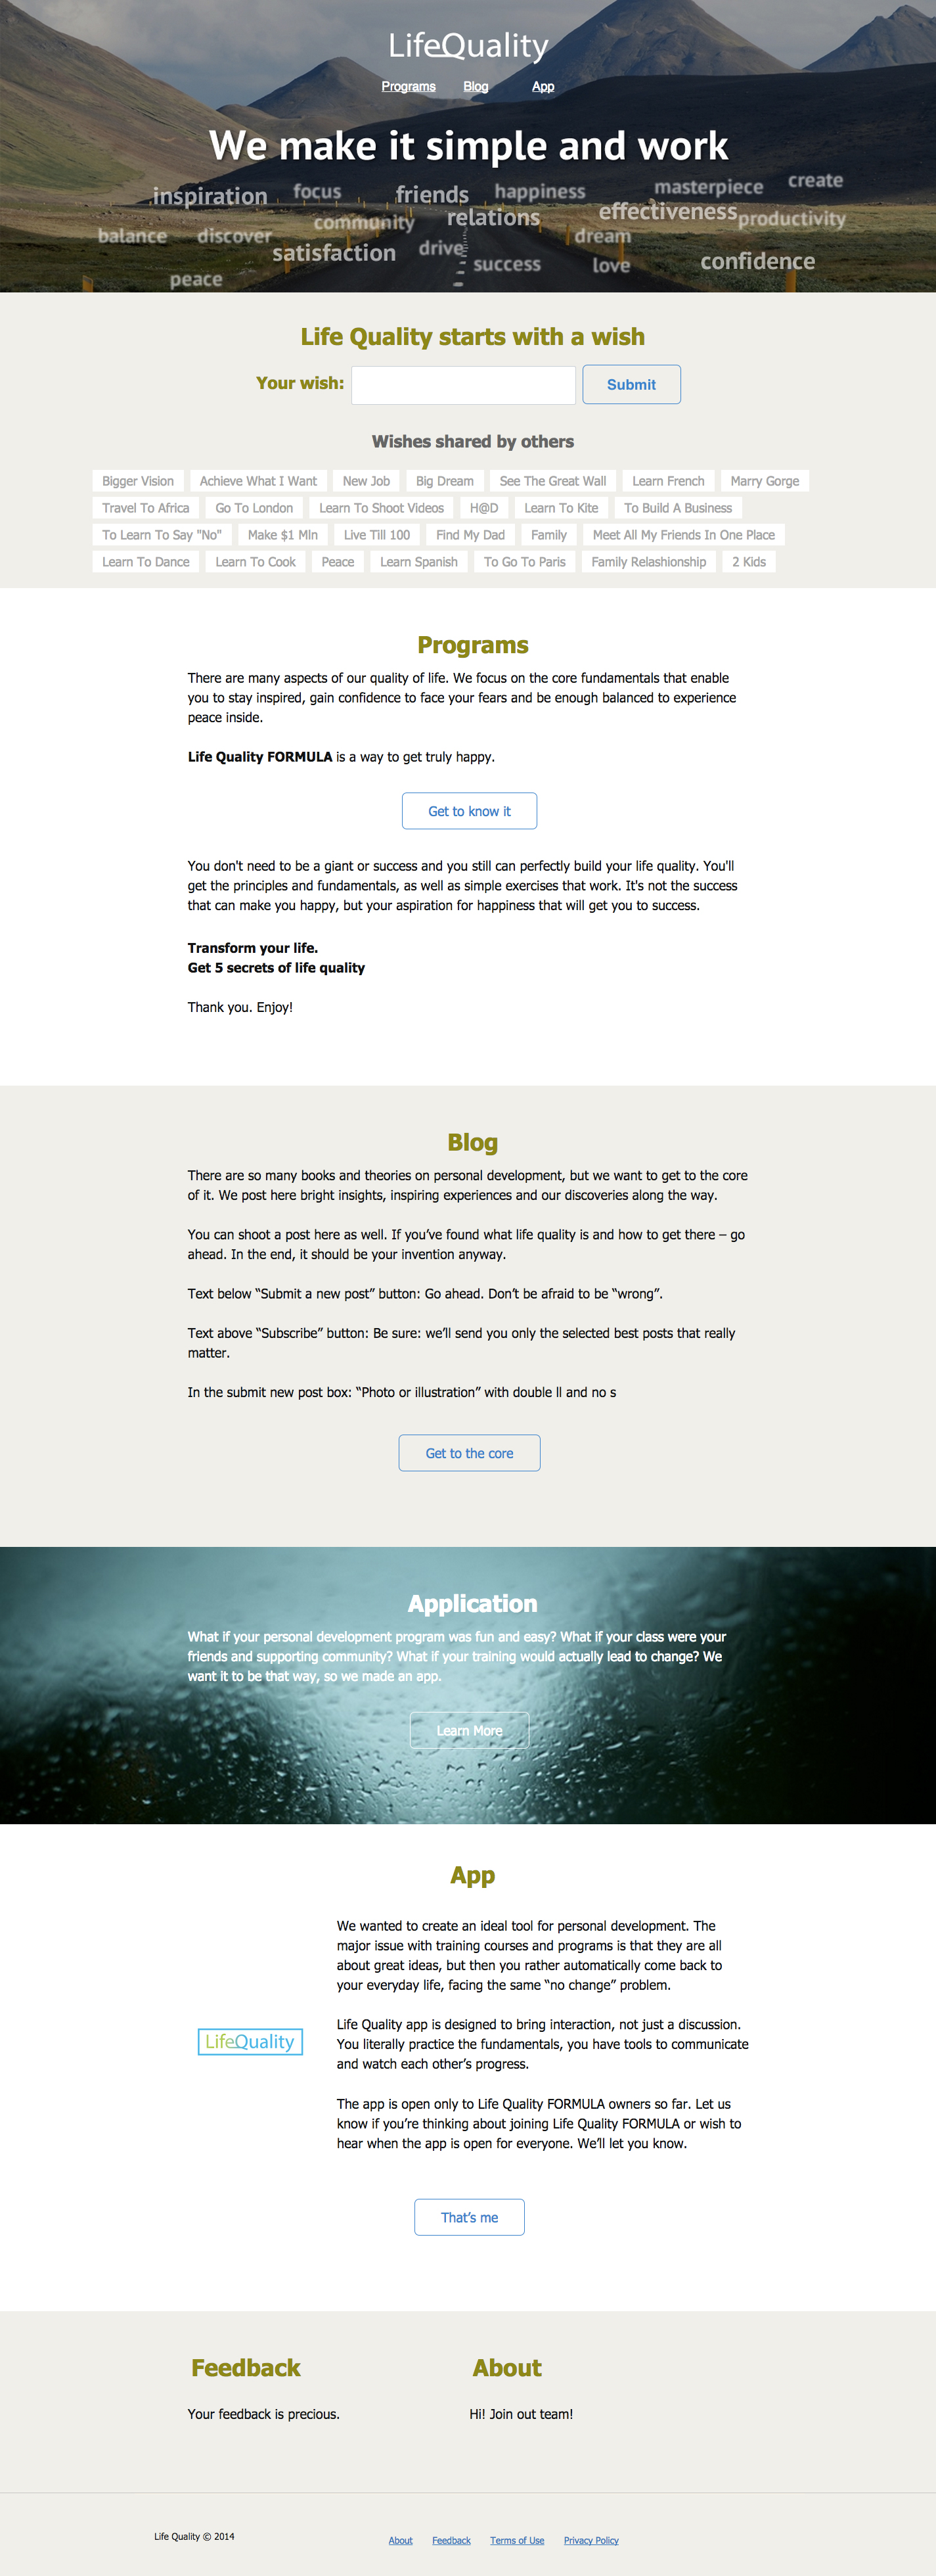 LifeQuality
Programs Blog App
We make it simple and work
inspiration focus friends happiness masterpiece create
balance discover community relations effectiveness productivity
satisfaction drive success dream love confidence
peace
Life Quality starts with a wish
Your wish: Submit
Wishes shared by others
Bigger Vision Achieve What I Want New Job Big Dream See The Great Wall Learn French Marry Gorge
Travel To Africa Go To London Learn To Shoot Videos H@D Learn To Kite To Build A Business
To Learn To Say "No" Make $1 Mln Live Till 100 Find My Dad Family Meet All My Friends In One Place
Learn To Dance Learn To Cook Peace Learn Spanish To Go To Paris Family Relashionship 2 Kids
Programs
There are many aspects of our quality of life. We focus on the core fundamentals that enable
you to stay inspired, gain confidence to face your fears and be enough balanced to experience
peace inside.
Life Quality FORMULA is a way to get truly happy.
Get to know it
You don't need to be a giant or success and you still can perfectly build your life quality. You'll
get the principles and fundamentals, as well as simple exercises that work. It's not the success
that can make you happy, but your aspiration for happiness that will get you to success.
Transform your life.
Get 5 secrets of life quality
Thank you. Enjoy!
Blog
There are so many books and theories on personal development, but we want to get to the core
of it. We post here bright insights, inspiring experiences and our discoveries along the way.
You can shoot a post here as well. If you’ve found what life quality is and how to get there – go
ahead. In the end, it should be your invention anyway.
Text below “Submit a new post” button: Go ahead. Don’t be afraid to be “wrong”.
Text above “Subscribe” button: Be sure: we’ll send you only the selected best posts that really
matter.
In the submit new post box: “Photo or illustration” with double ll and no s
Get to the core
Application
What if your personal development program was fun and easy? What if your class were your
friends and supporting community? What if your training would actually lead to change? We
want it to be that way, so we made an app.
Learn More
App
We wanted to create an ideal tool for personal development. The
major issue with training courses and programs is that they are all
about great ideas, but then you rather automatically come back to
your everyday life, facing the same “no change” problem.
LifeQuality
Life Quality app is designed to bring interaction, not just a discussion.
You literally practice the fundamentals, you have tools to communicate
and watch each other’s progress.
The app is open only to Life Quality FORMULA owners so far. Let us
know if you’re thinking about joining Life Quality FORMULA or wish to
hear when the app is open for everyone. We’ll let you know.
That’s me
Feedback About
Your feedback is precious. Hi! Join out team!
Life Quality © 2014 About Feedback Terms of Use Privacy Policy